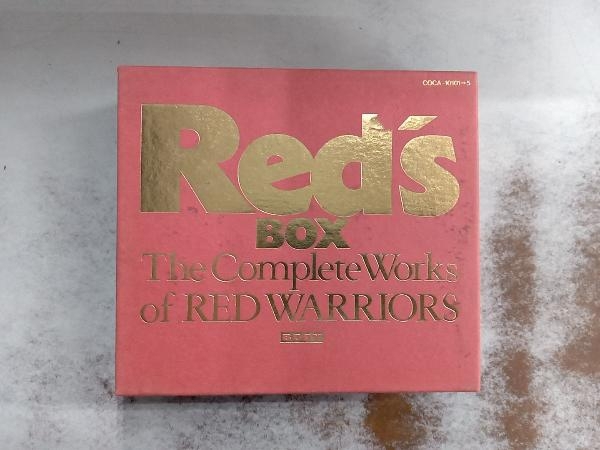 COCA-10101→5
Red's
BOX
The Complete Works
of RED WARRIORS